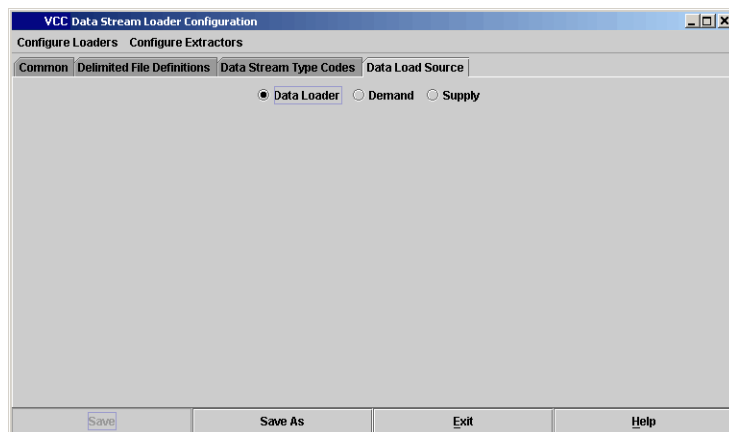 VCC Data Stream Loader Configuration
Configure Loaders Configure Extractors
Common Delimited File Definitions Data Stream Type Codes Data Load Source
Data Loader Demand Supply
Save Save As Exit Help